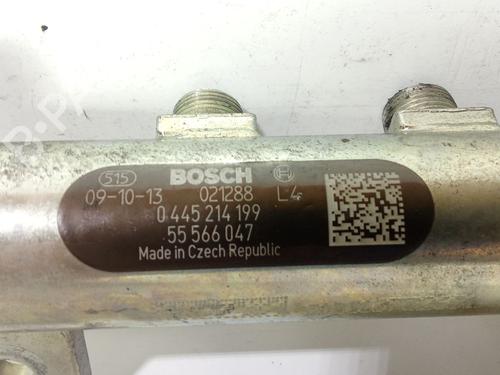 515 BOSCH
09-10-13 021288 L4
0 445 214 199
55 566 047
Made in Czech Republic